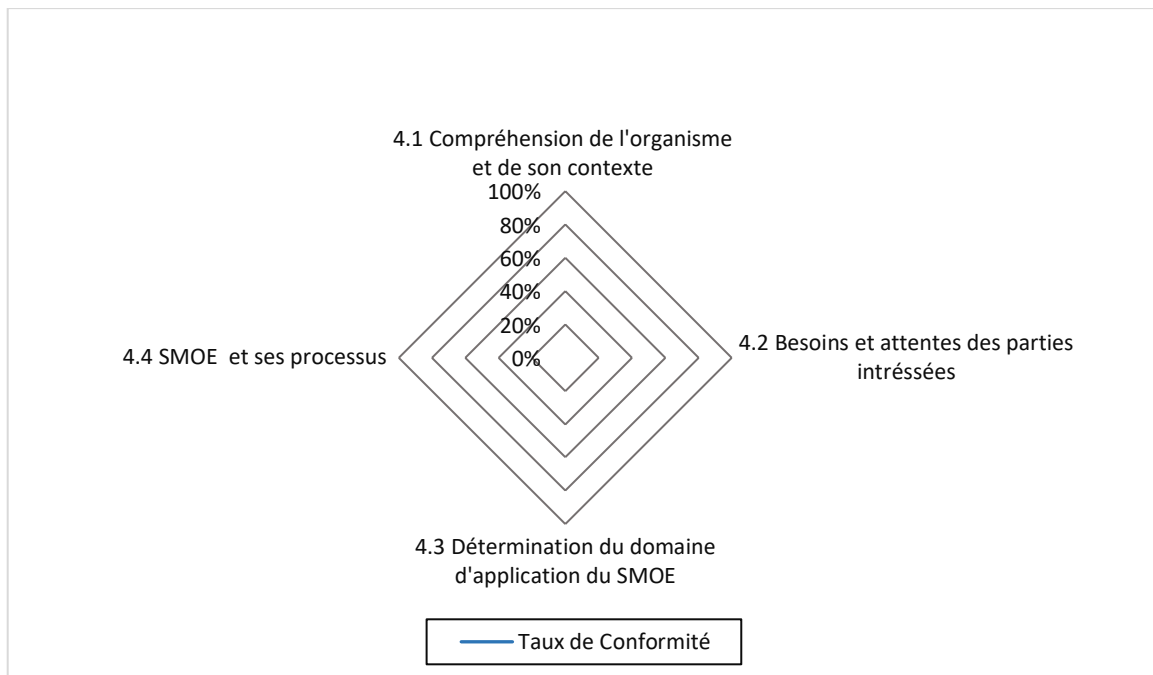 4.1 Compréhension de l'organisme
et de son contexte
100%
80%
60%
40%
20%
0%
4.2 Besoins et attentes des parties
intréssées
4.4 SMOE et ses processus
4.3 Détermination du domaine
d'application du SMOE
Taux de Conformité